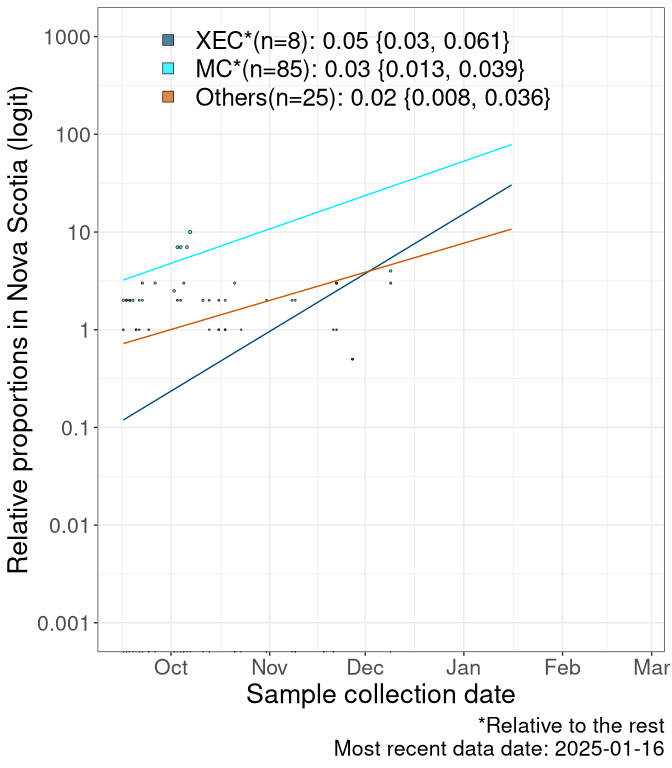 XEC*(n=8): 0.05 {0.03, 0.061}
MC*(n=85): 0.03 {0.013, 0.039}
Others(n=25): 0.02 {0.008, 0.036}
Relative proportions in Nova Scotia (logit)
1000
100
10
1
0.1
0.01
0.001
Oct Nov Dec Jan Feb Mar
Sample collection date
*Relative to the rest
Most recent data date: 2025-01-16